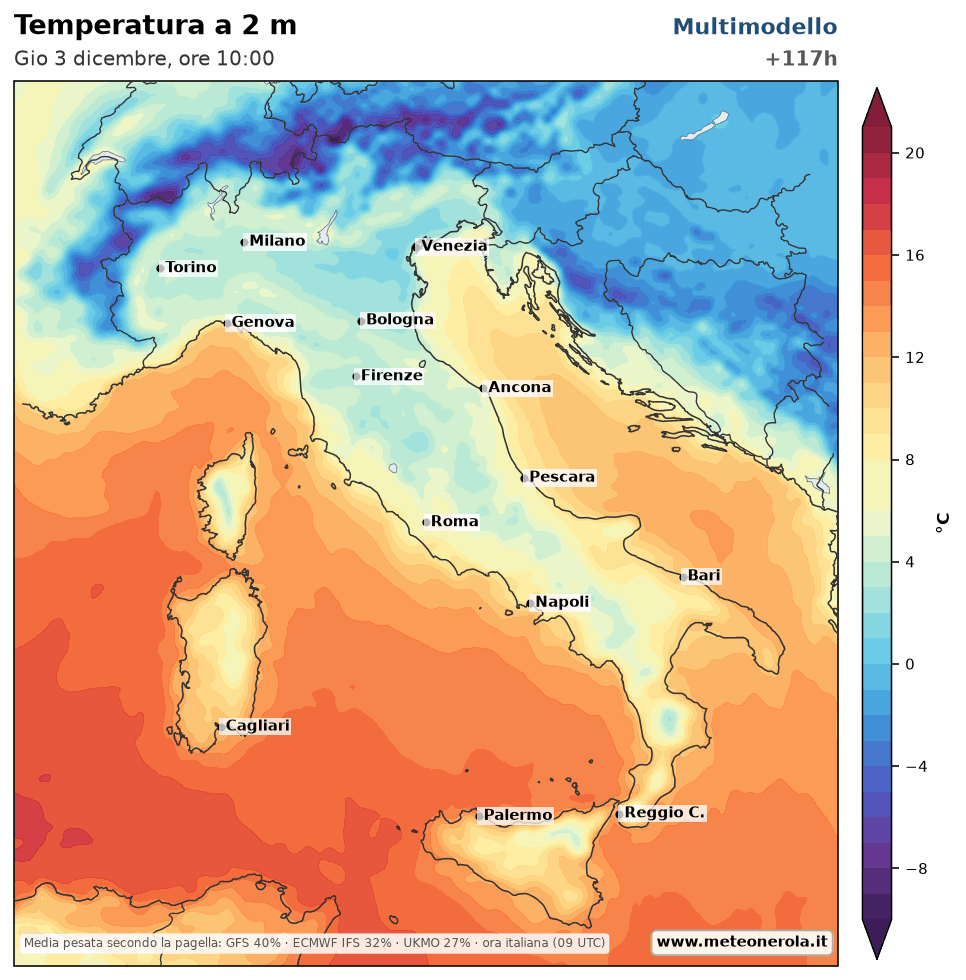 Temperatura a 2 m
Multimodello
Gio 3 dicembre, ore 10:00
+117h
Venezia
Milano
Torino
Bologna
Genova
Firenze
Ancona
Pescara
Roma
Bari
Napoli
Cagliari
Palermo
Reggio C.
20
16
12
8
4
0
−4
−8
°C
Media pesata secondo la pagella: GFS 40% · ECMWF IFS 32% · UKMO 27% · ora italiana (09 UTC)
www.meteonerola.it